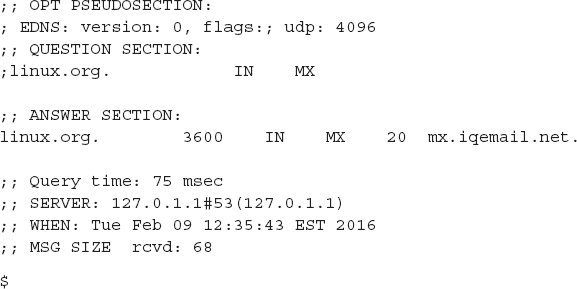 ;; OPT PSEUDOSECTION:
; EDNS: version: 0, flags:; udp: 4096
;; QUESTION SECTION:
;linux.org. IN MX
;; ANSWER SECTION:
linux.org. 3600 IN MX 20 mx.iqemail.net.
;; Query time: 75 msec
;; SERVER: 127.0.1.1#53(127.0.1.1)
;; WHEN: Tue Feb 09 12:35:43 EST 2016
;; MSG SIZE rcvd: 68
$